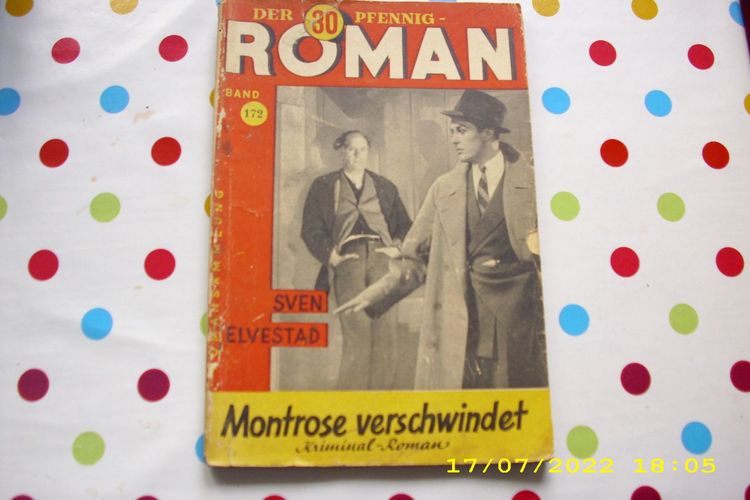 DER 30 PFENNIG-
ROMAN
BAND
172
SVEN
ELVESTAD
Montrose verschwindet
Kriminal-Roman
17/07/2022 18:05